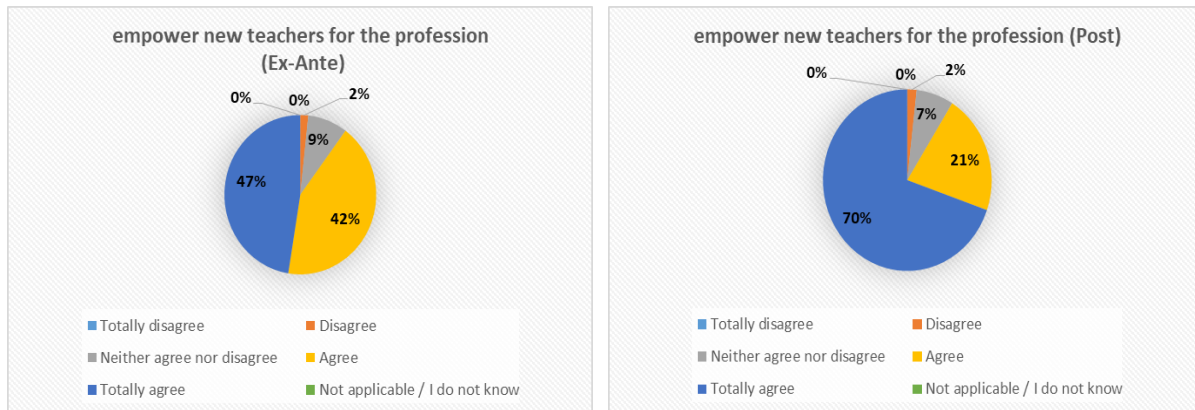 empower new teachers for the profession
(Ex-Ante)
0%
0%
2%
9%
47%
42%
Totally disagree
Disagree
Neither agree nor disagree
Agree
Totally agree
Not applicable / I do not know
empower new teachers for the profession (Post)
0%
0%
2%
7%
21%
70%
Totally disagree
Disagree
Neither agree nor disagree
Agree
Totally agree
Not applicable / I do not know